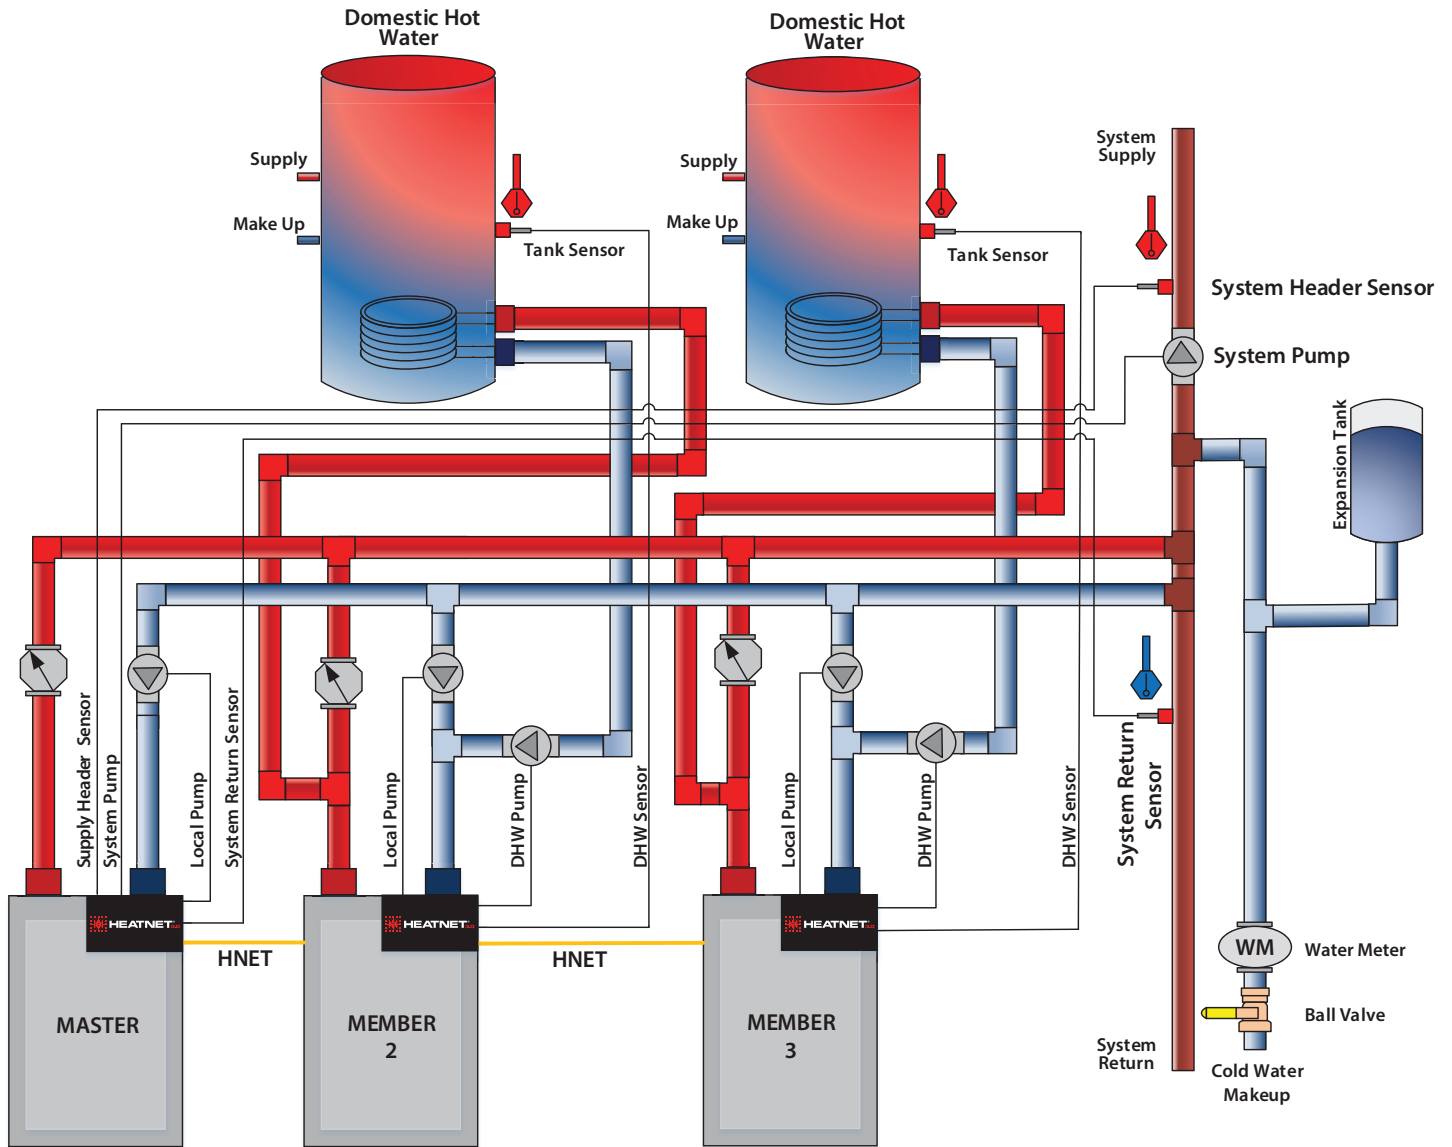 Domestic Hot
Water
Domestic Hot
Water
Supply
Make Up
Tank Sensor
Supply
Make Up
Tank Sensor
System
Supply
System Header Sensor
System Pump
Expansion Tank
Supply Header Sensor
System Pump
Local Pump
System Return Sensor
Local Pump
DHW Pump
DHW Sensor
Local Pump
DHW Pump
DHW Sensor
System Return
Sensor
HEATNET
HEATNET
HEATNET
HNET
HNET
MASTER
MEMBER
2
MEMBER
3
WM
Water Meter
Ball Valve
System
Return
Cold Water
Makeup